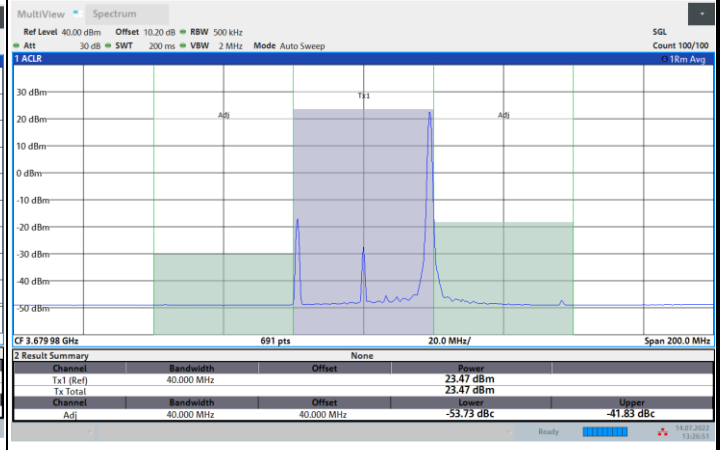 MultiView Spectrum
Ref Level 40.00 dBm Offset 10.20 dB RBW 500 kHz SGL
Att 30 dB SWT 200 ms VBW 2 MHz Mode Auto Sweep Count 100/100
1 ACLR 1Rm Avg
Tx1
30 dBm
Adj Adj
20 dBm
10 dBm
0 dBm
-10 dBm
-20 dBm
-30 dBm
-40 dBm
-50 dBm
CF 3.679 98 GHz 691 pts 20.0 MHz/ Span 200.0 MHz
2 Result Summary None
Channel Bandwidth Offset Power
Tx1 (Ref) 40.000 MHz 23.47 dBm
Tx Total 23.47 dBm
Channel Bandwidth Offset Lower Upper
Adj 40.000 MHz 40.000 MHz -53.73 dBc -41.83 dBc
Ready 14.07.2022
13:26:51